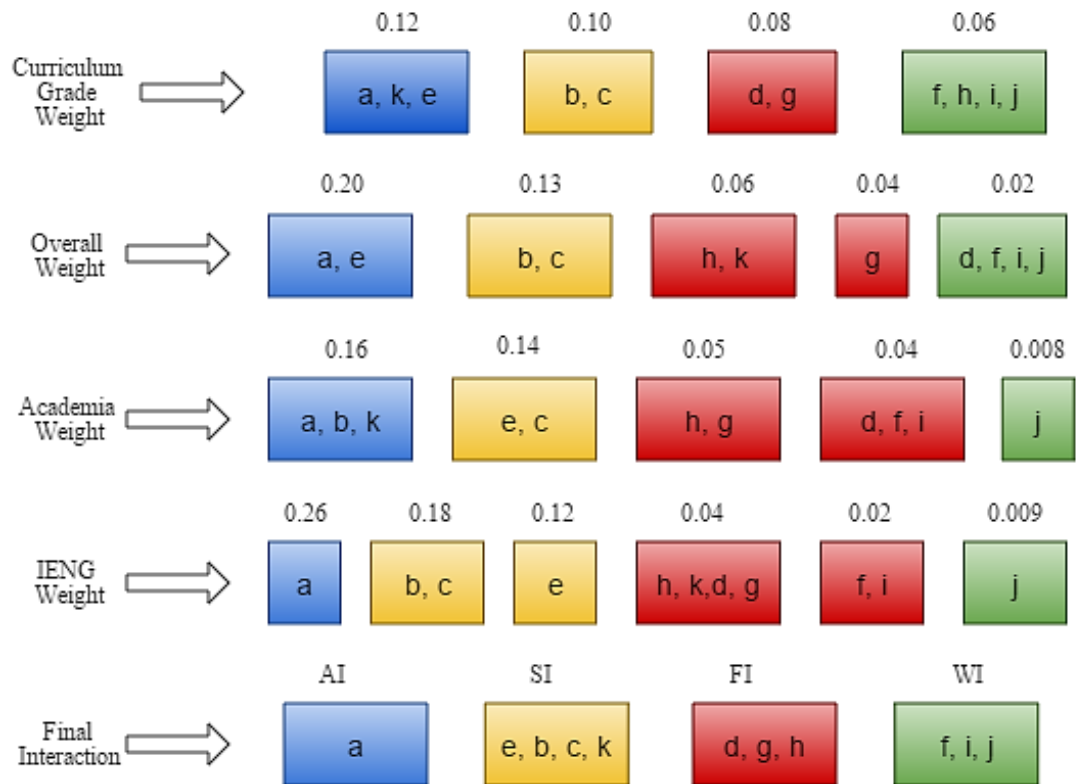 0.12 0.10 0.08 0.06
Curriculum
Grade
Weight
a, k, e b, c d, g f, h, i, j
0.20 0.13 0.06 0.04 0.02
Overall
Weight
a, e b, c h, k g d, f, i, j
0.16 0.14 0.05 0.04 0.008
Academia
Weight
a, b, k e, c h, g d, f, i j
0.26 0.18 0.12 0.04 0.02 0.009
IENG
Weight
a b, c e h, k,d, g f, i j
AI SI FI WI
Final
Interaction
a e, b, c, k d, g, h f, i, j